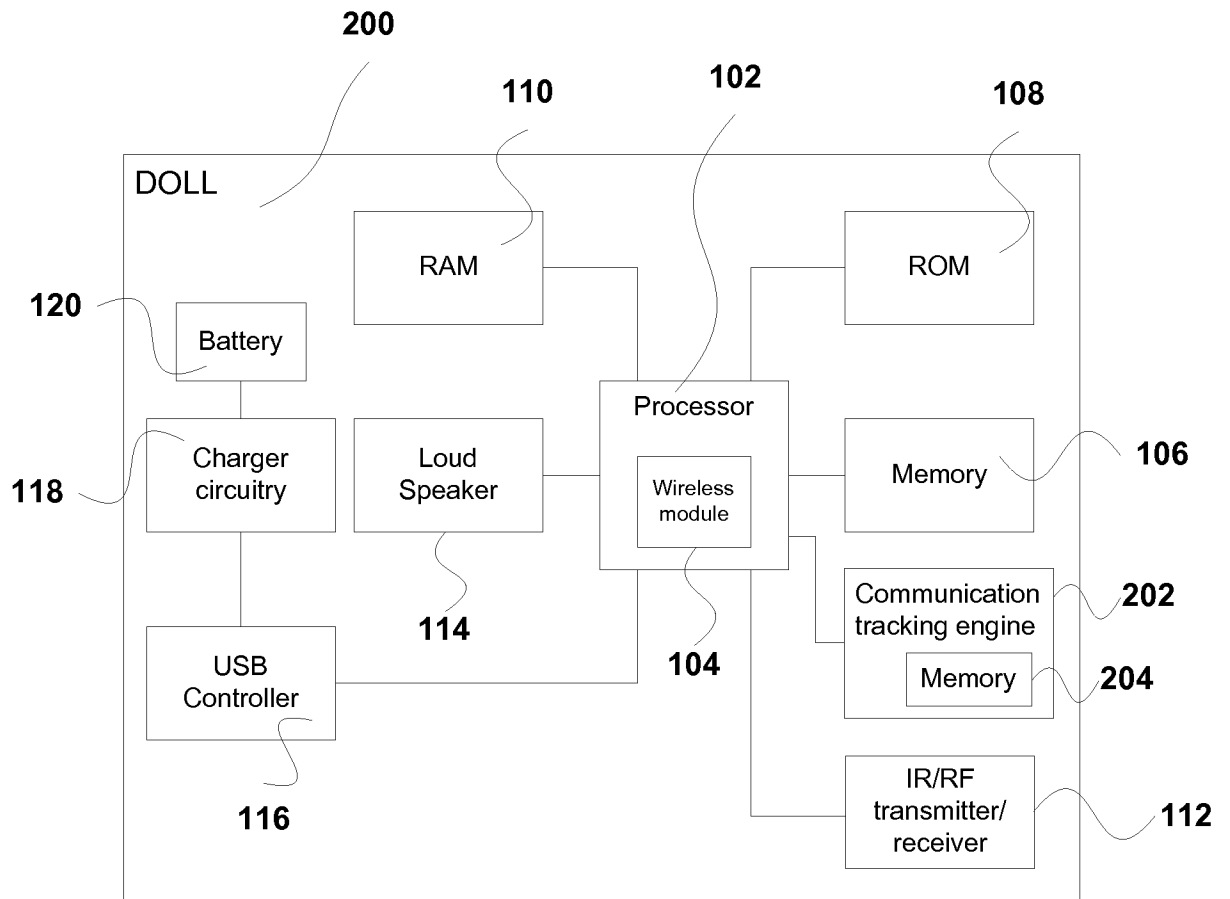 200
110
102
108
DOLL
RAM
ROM
120
Battery
Processor
118
Charger
circuitry
Loud
Speaker
Wireless
module
Memory
106
114
104
Communication
tracking engine
202
Memory
204
USB
Controller
116
IR/RF
transmitter/
receiver
112